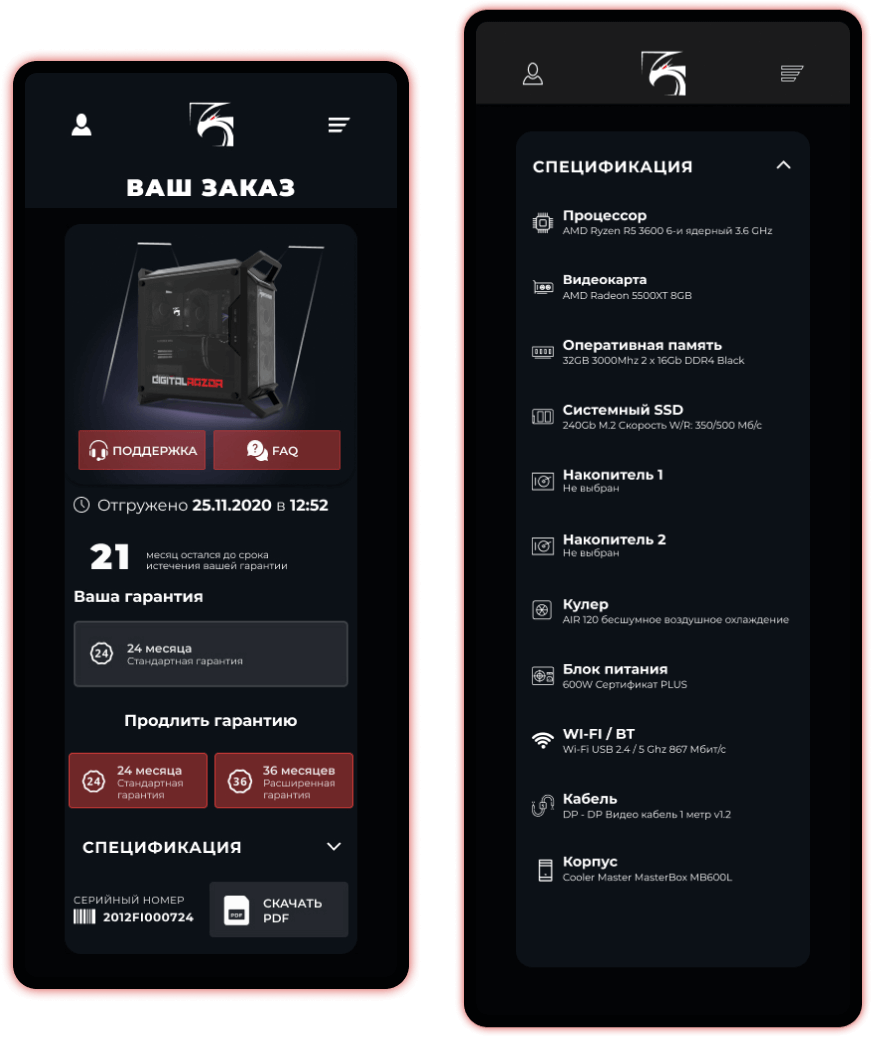 ВАШ ЗАКАЗ
DIGITALRAZOR
ПОДДЕРЖКА
? FAQ
Отгружено 25.11.2020 в 12:52
21
месяц остался до срока
истечения вашей гарантии
Ваша гарантия
24
24 месяца
Стандартная гарантия
Продлить гарантию
24
24 месяца
Стандартная
гарантия
36
36 месяцев
Расширенная
гарантия
СПЕЦИФИКАЦИЯ
СЕРИЙНЫЙ НОМЕР
2012FI000724
PDF
СКАЧАТЬ
PDF
СПЕЦИФИКАЦИЯ
Процессор
AMD Ryzen R5 3600 6-и ядерный 3.6 GHz
Видеокарта
AMD Radeon 5500XT 8GB
Оперативная память
32GB 3000Mhz 2 x 16Gb DDR4 Black
Системный SSD
240Gb M.2 Скорость W/R: 350/500 Мб/с
Накопитель 1
Не выбран
Накопитель 2
Не выбран
Кулер
AIR 120 бесшумное воздушное охлаждение
Блок питания
600W Сертификат PLUS
WI-FI / BT
Wi-Fi USB 2.4 / 5 Ghz 867 Мбит/с
Кабель
DP - DP Видео кабель 1 метр v1.2
Корпус
Cooler Master MasterBox MB600L